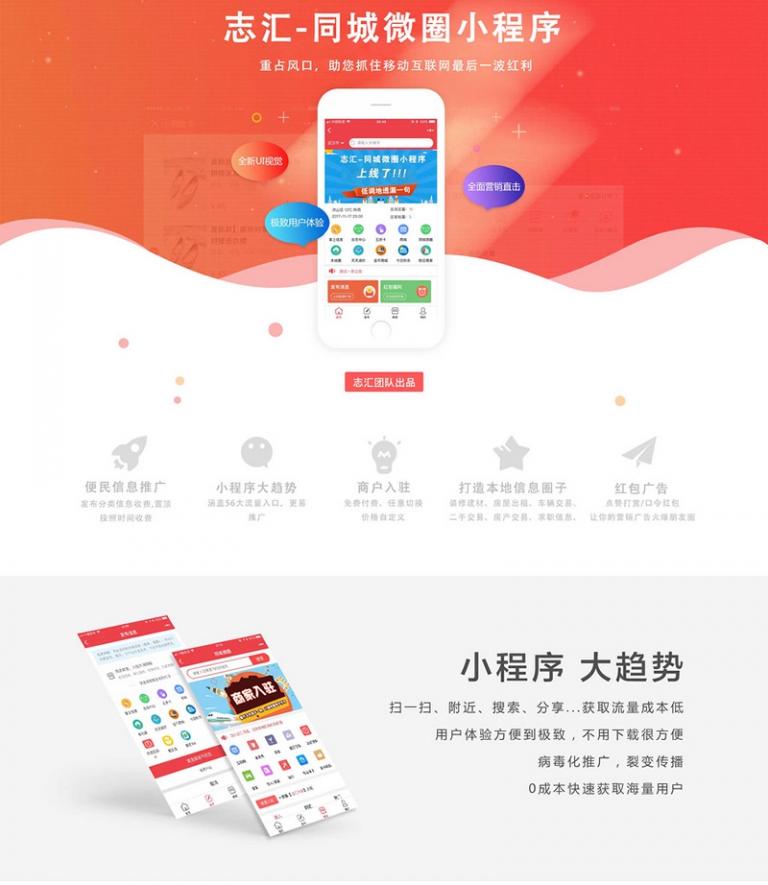 志汇-同城微圈小程序
重占风口，助您抓住移动互联网最后一波红利
全新UI视觉
极致用户体验
全面营销直击
志汇-同城微圈小程序
上线了!!!
低调地透漏一句
志汇团队出品
便民信息推广
发布分类信息收费,置顶
按照时间收费
小程序大趋势
涵盖56大流量入口，更易
推广
商户入驻
免费付费、任意切换
价格自定义
打造本地信息圈子
装修建材、房屋出租、车辆交易、
二手交易、房产交易、求职信息、
红包广告
点赞打赏/口令红包
让你的营销广告火爆朋友圈
发布信息
同城微圈
商家入驻
小程序 大趋势
扫一扫、附近、搜索、分享...获取流量成本低
用户体验方便到极致，不用下载很方便
病毒化推广，裂变传播
0成本快速获取海量用户